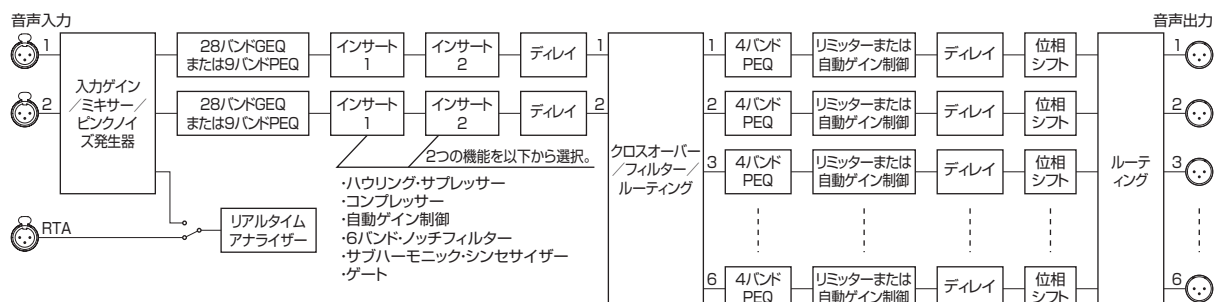 音声入力
音声出力
1
入力ゲイン
／ミキサー／
ピンクノイ
ズ発生器
28バンドGEQ
または9バンドPEQ
インサート
1
インサート
2
ディレイ
1
クロスオーバー
／フィルター／
ルーティング
1
4バンド
PEQ
リミッターまたは
自動ゲイン制御
ディレイ
位相
シフト
ルーテ
ィング
1
2
28バンドGEQ
または9バンドPEQ
インサート
1
インサート
2
ディレイ
2
2
4バンド
PEQ
リミッターまたは
自動ゲイン制御
ディレイ
位相
シフト
2
2つの機能を以下から選択。
・ハウリング・サプレッサー
・コンプレッサー
・自動ゲイン制御
・6バンド・ノッチフィルター
・サブハーモニック・シンセサイザー
・ゲート
3
4バンド
PEQ
リミッターまたは
自動ゲイン制御
ディレイ
位相
シフト
3
RTA
リアルタイム
アナライザー
6
4バンド
PEQ
リミッターまたは
自動ゲイン制御
ディレイ
位相
シフト
6